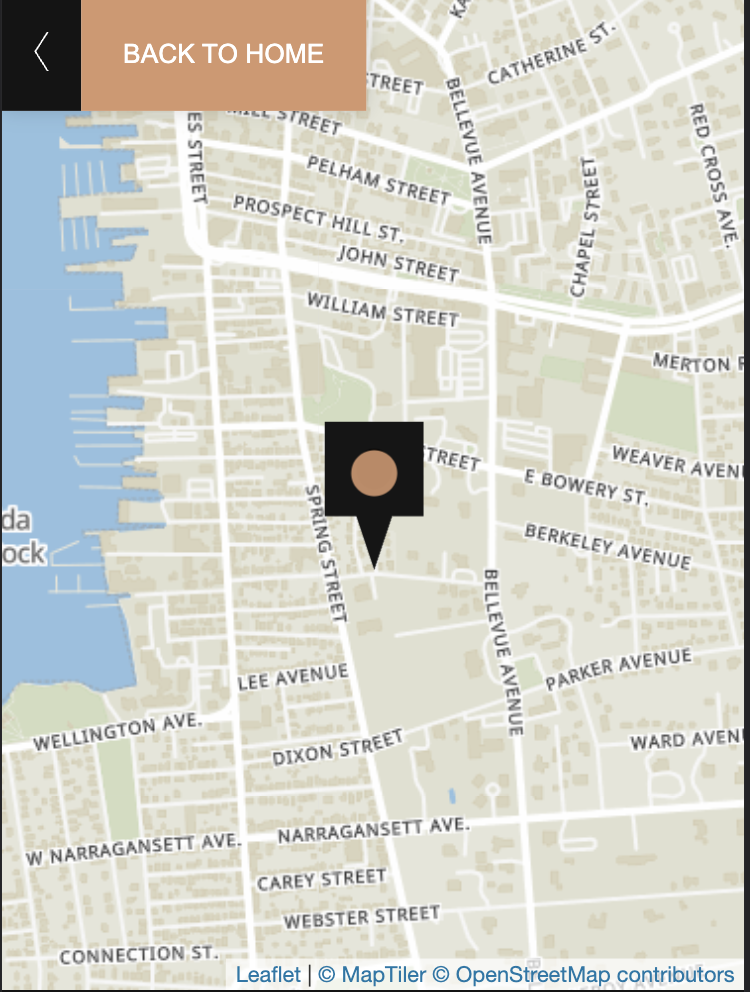 BACK TO HOME
KA
CATHERINE ST.
STREET
BELLEVUE AVENUE
MILL STREET
ES STREET
RED CROSS AVE.
PELHAM STREET
CHAPEL STREET
PROSPECT HILL ST.
JOHN STREET
WILLIAM STREET
MERTON
STREET
WEAVER AVEN
E BOWERY ST.
SPRING STREET
da
ock
BERKELEY AVENUE
BELLEVUE AVENUE
LEE AVENUE
PARKER AVENUE
WELLINGTON AVE.
DIXON STREET
WARD AVEN
NARRAGANSETT AVE.
W NARRAGANSETT AVE.
CAREY STREET
WEBSTER STREET
CONNECTION ST.
Leaflet | © MapTiler © OpenStreetMap contributors